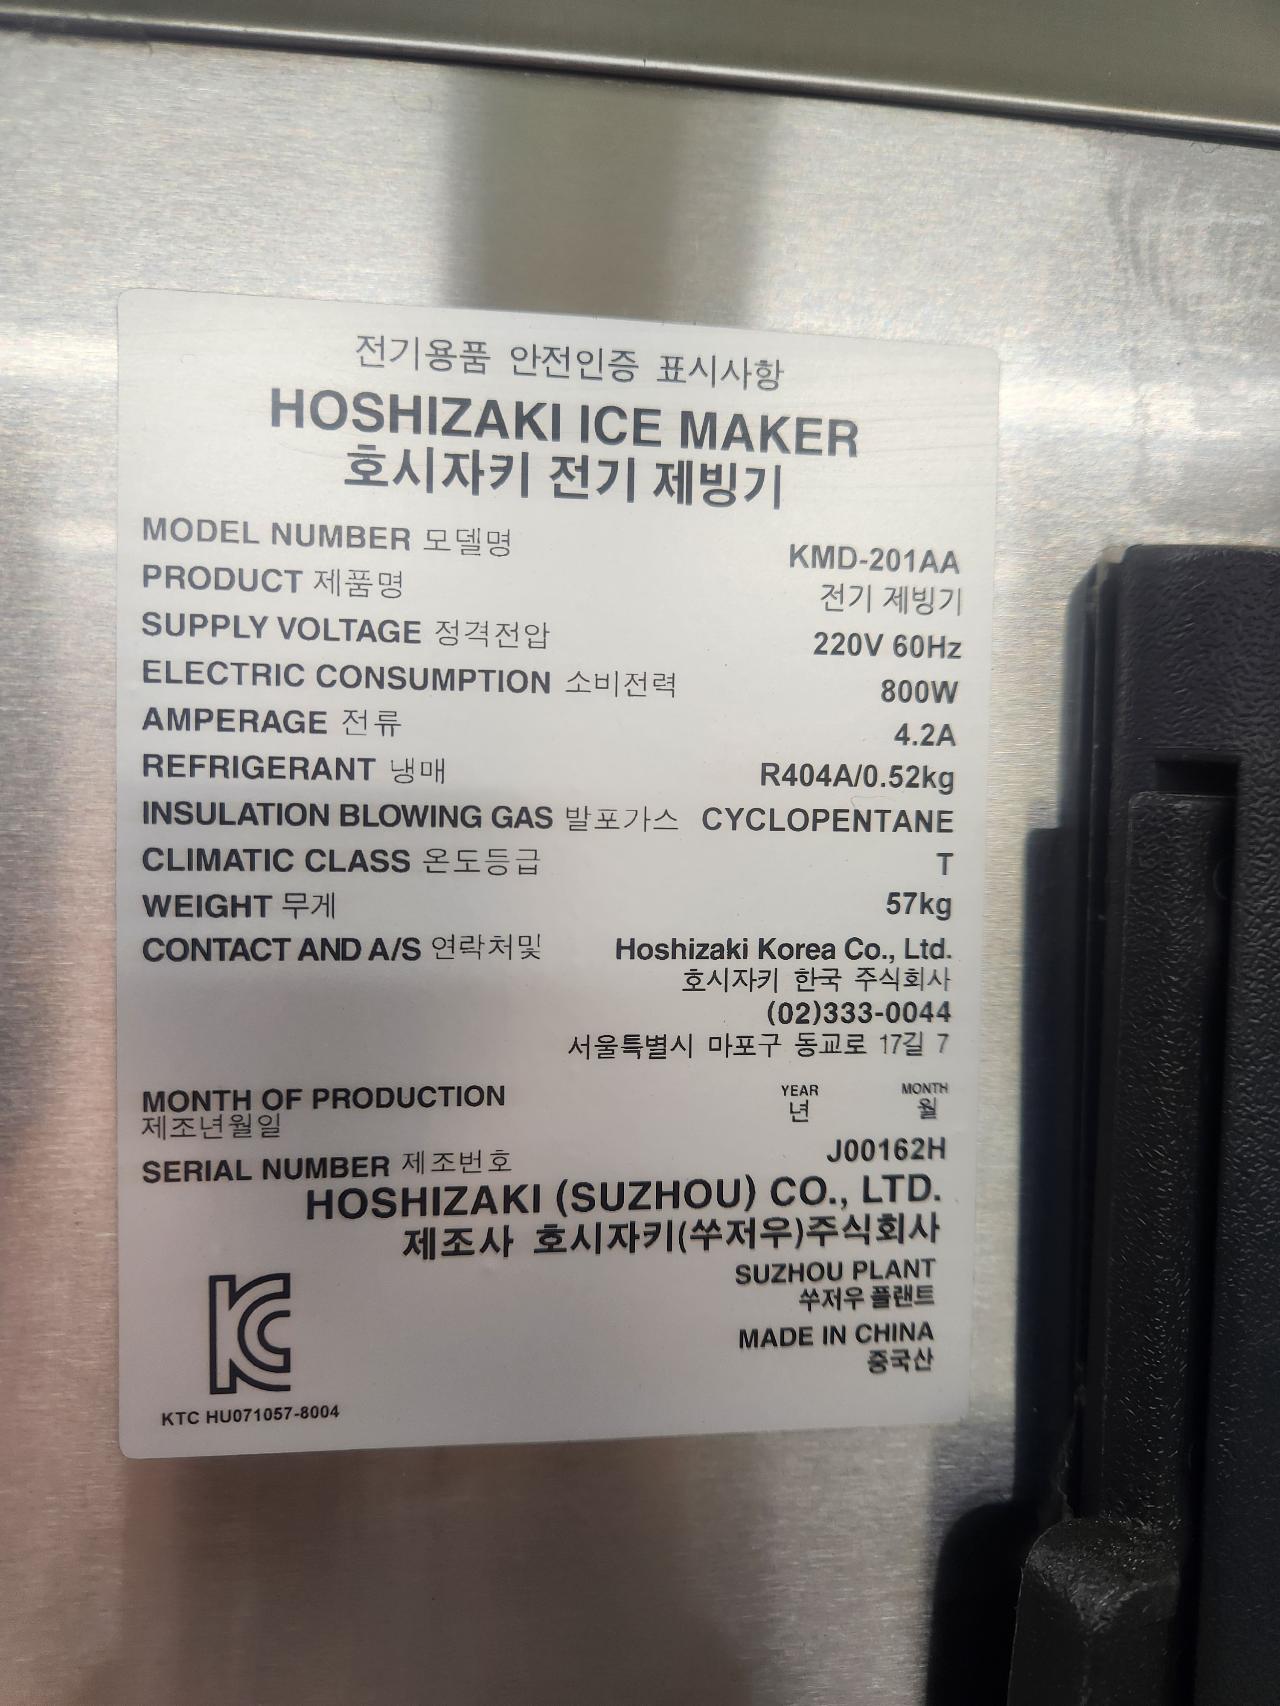 전기용품 안전인증 표시사항
HOSHIZAKI ICE MAKER
호시자키 전기 제빙기
MODEL NUMBER 모델명 KMD-201AA
PRODUCT 제품명 전기 제빙기
SUPPLY VOLTAGE 정격전압 220V 60Hz
ELECTRIC CONSUMPTION 소비전력 800W
AMPERAGE 전류 4.2A
REFRIGERANT 냉매 R404A/0.52kg
INSULATION BLOWING GAS 발포가스 CYCLOPENTANE
CLIMATIC CLASS 온도등급 T
WEIGHT 무게 57kg
CONTACT AND A/S 연락처및 Hoshizaki Korea Co., Ltd.
호시자키 한국 주식회사
(02)333-0044
서울특별시 마포구 동교로 17길 7
MONTH OF PRODUCTION YEAR MONTH
제조년월일 년 월
SERIAL NUMBER 제조번호 J00162H
HOSHIZAKI (SUZHOU) CO., LTD.
제조사 호시자키(쑤저우)주식회사
SUZHOU PLANT
쑤저우 플랜트
MADE IN CHINA
중국산
KC
KTC HU071057-8004